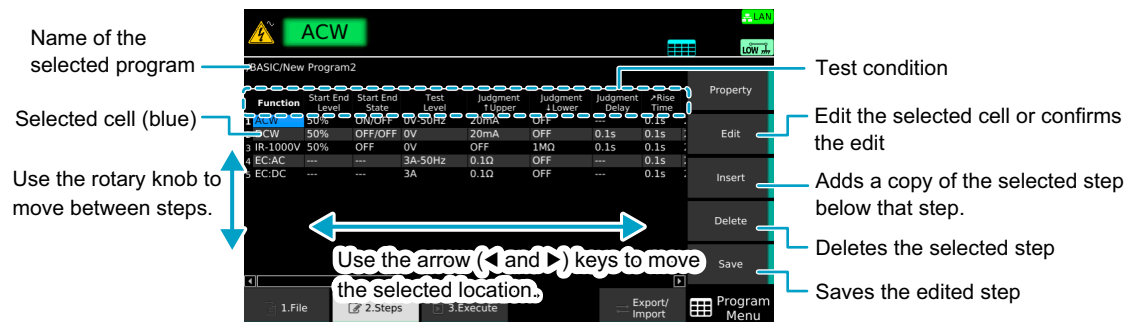 ACW
LAN
LOW
Name of the
selected program
/BASIC/New Program2
Test condition
Property
Function
Start End
Level
Start End
State
Test
Level
Judgment
↑Upper
Judgment
↓Lower
Judgment
Delay
↗Rise
Time
Selected cell (blue)
1 ACW 50% ON/OFF 0V-50Hz 20mA OFF --- 0.1s
DCW 50% OFF/OFF 0V 20mA OFF 0.1s 0.1s
3 IR-1000V 50% OFF 0V OFF 1MΩ 0.1s 0.1s
4 EC:AC --- --- 3A-50Hz 0.1Ω OFF --- 0.1s
5 EC:DC --- --- 3A 0.1Ω OFF --- 0.1s
Edit
Edit the selected cell or confirms
the edit
Use the rotary knob to
move between steps.
Insert
Adds a copy of the selected step
below that step.
Delete
Deletes the selected step
Use the arrow (◀ and ▶) keys to move
the selected location.
Save
Saves the edited step
1.File
2.Steps
3.Execute
Export/
Import
Program
Menu